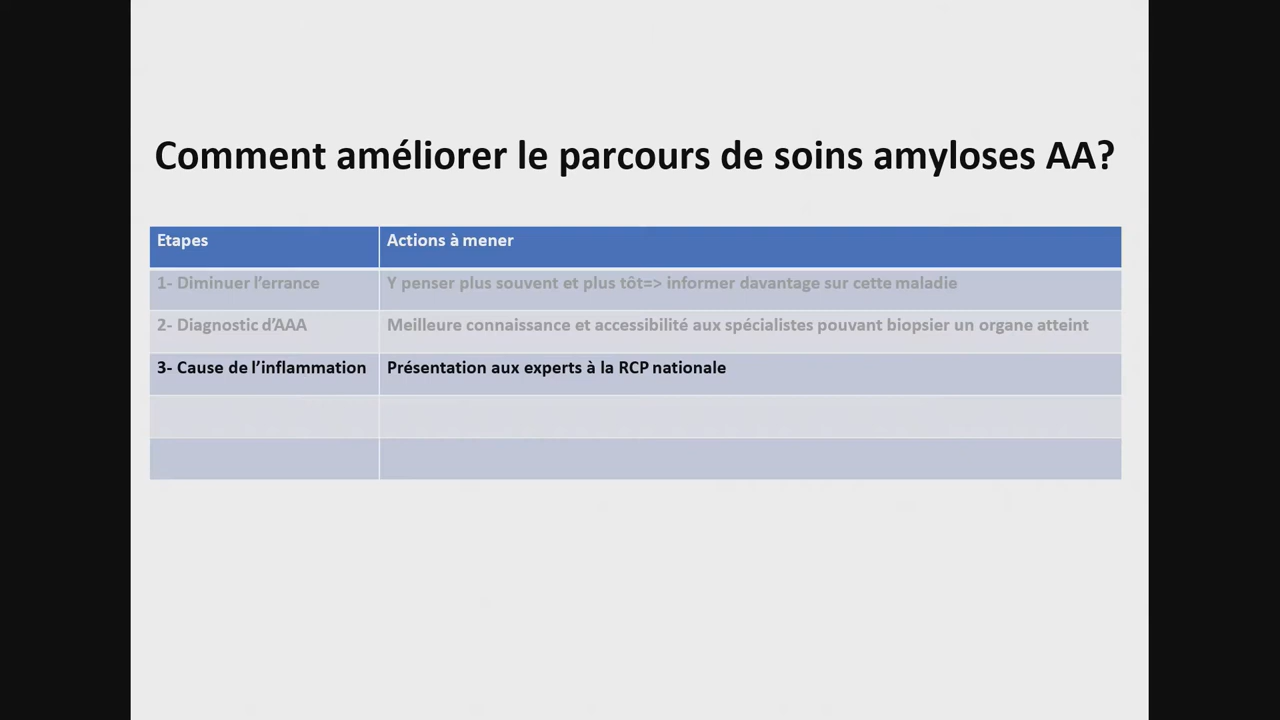 Comment améliorer le parcours de soins amyloses AA?
Etapes Actions à mener
1- Diminuer l’errance Y penser plus souvent et plus tôt=> informer davantage sur cette maladie
2- Diagnostic d’AAA Meilleure connaissance et accessibilité aux spécialistes pouvant biopsier un organe atteint
3- Cause de l’inflammation Présentation aux experts à la RCP nationale